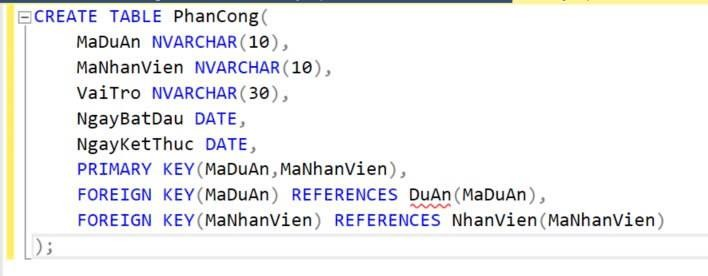 CREATE TABLE PhanCong(
MaDuAn NVARCHAR(10),
MaNhanVien NVARCHAR(10),
VaiTro NVARCHAR(30),
NgayBatDau DATE,
NgayKetThuc DATE,
PRIMARY KEY(MaDuAn,MaNhanVien),
FOREIGN KEY(MaDuAn) REFERENCES DuAn(MaDuAn),
FOREIGN KEY(MaNhanVien) REFERENCES NhanVien(MaNhanVien)
);